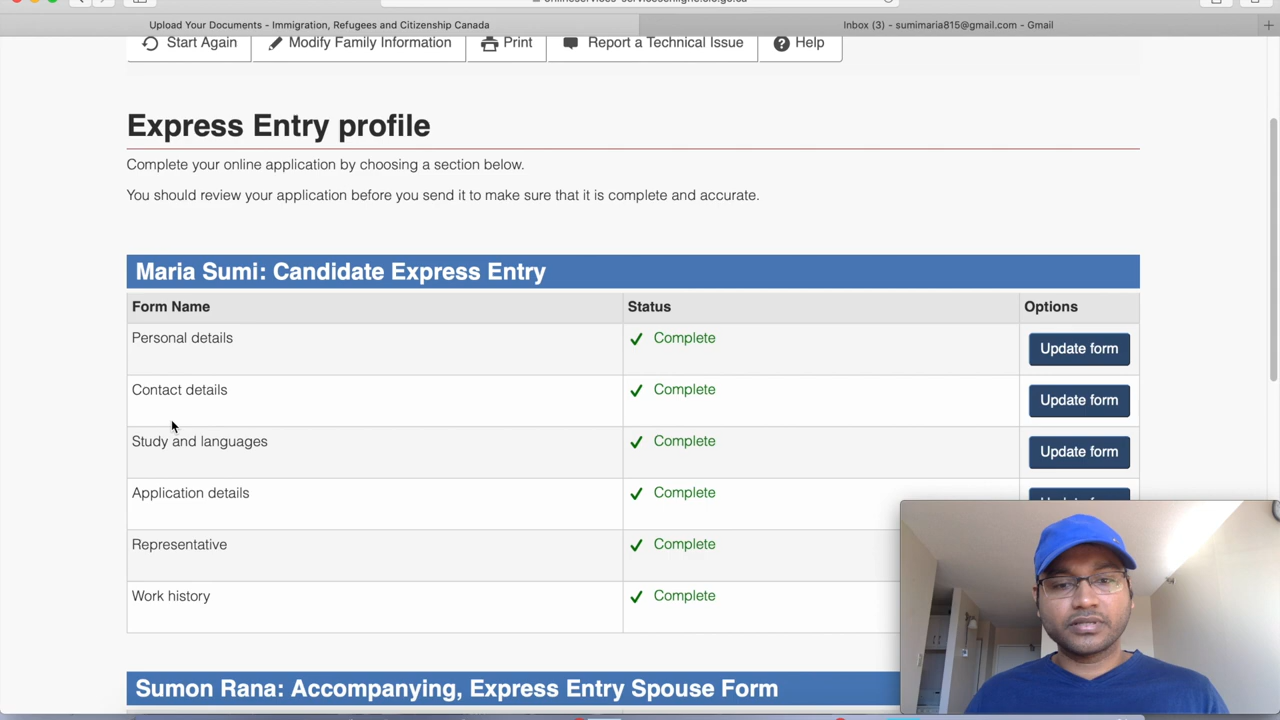 Upload Your Documents - Immigration, Refugees and Citizenship Canada
Inbox (3) - sumimaria815@gmail.com - Gmail
Start Again
Modify Family Information
Print
Report a Technical Issue
Help
Express Entry profile
Complete your online application by choosing a section below.
You should review your application before you send it to make sure that it is complete and accurate.
Maria Sumi: Candidate Express Entry
Form Name Status Options
Personal details Complete Update form
Contact details Complete Update form
Study and languages Complete Update form
Application details Complete
Representative Complete
Work history Complete
Sumon Rana: Accompanying, Express Entry Spouse Form